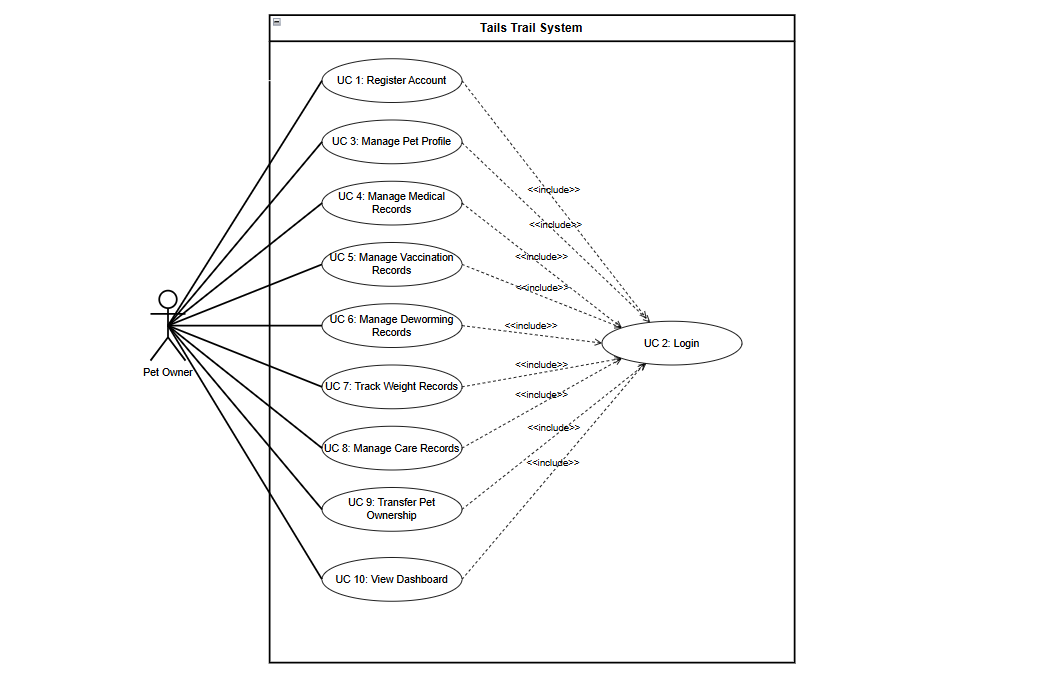 Tails Trail System
UC 1: Register Account
UC 3: Manage Pet Profile
<<include>>
UC 4: Manage Medical
Records
<<include>>
UC 5: Manage Vaccination
Records
<<include>>
<<include>>
UC 6: Manage Deworming
Records
<<include>>
UC 2: Login
Pet Owner
<<include>>
UC 7: Track Weight Records
<<include>>
<<include>>
UC 8: Manage Care Records
<<include>>
UC 9: Transfer Pet
Ownership
UC 10: View Dashboard